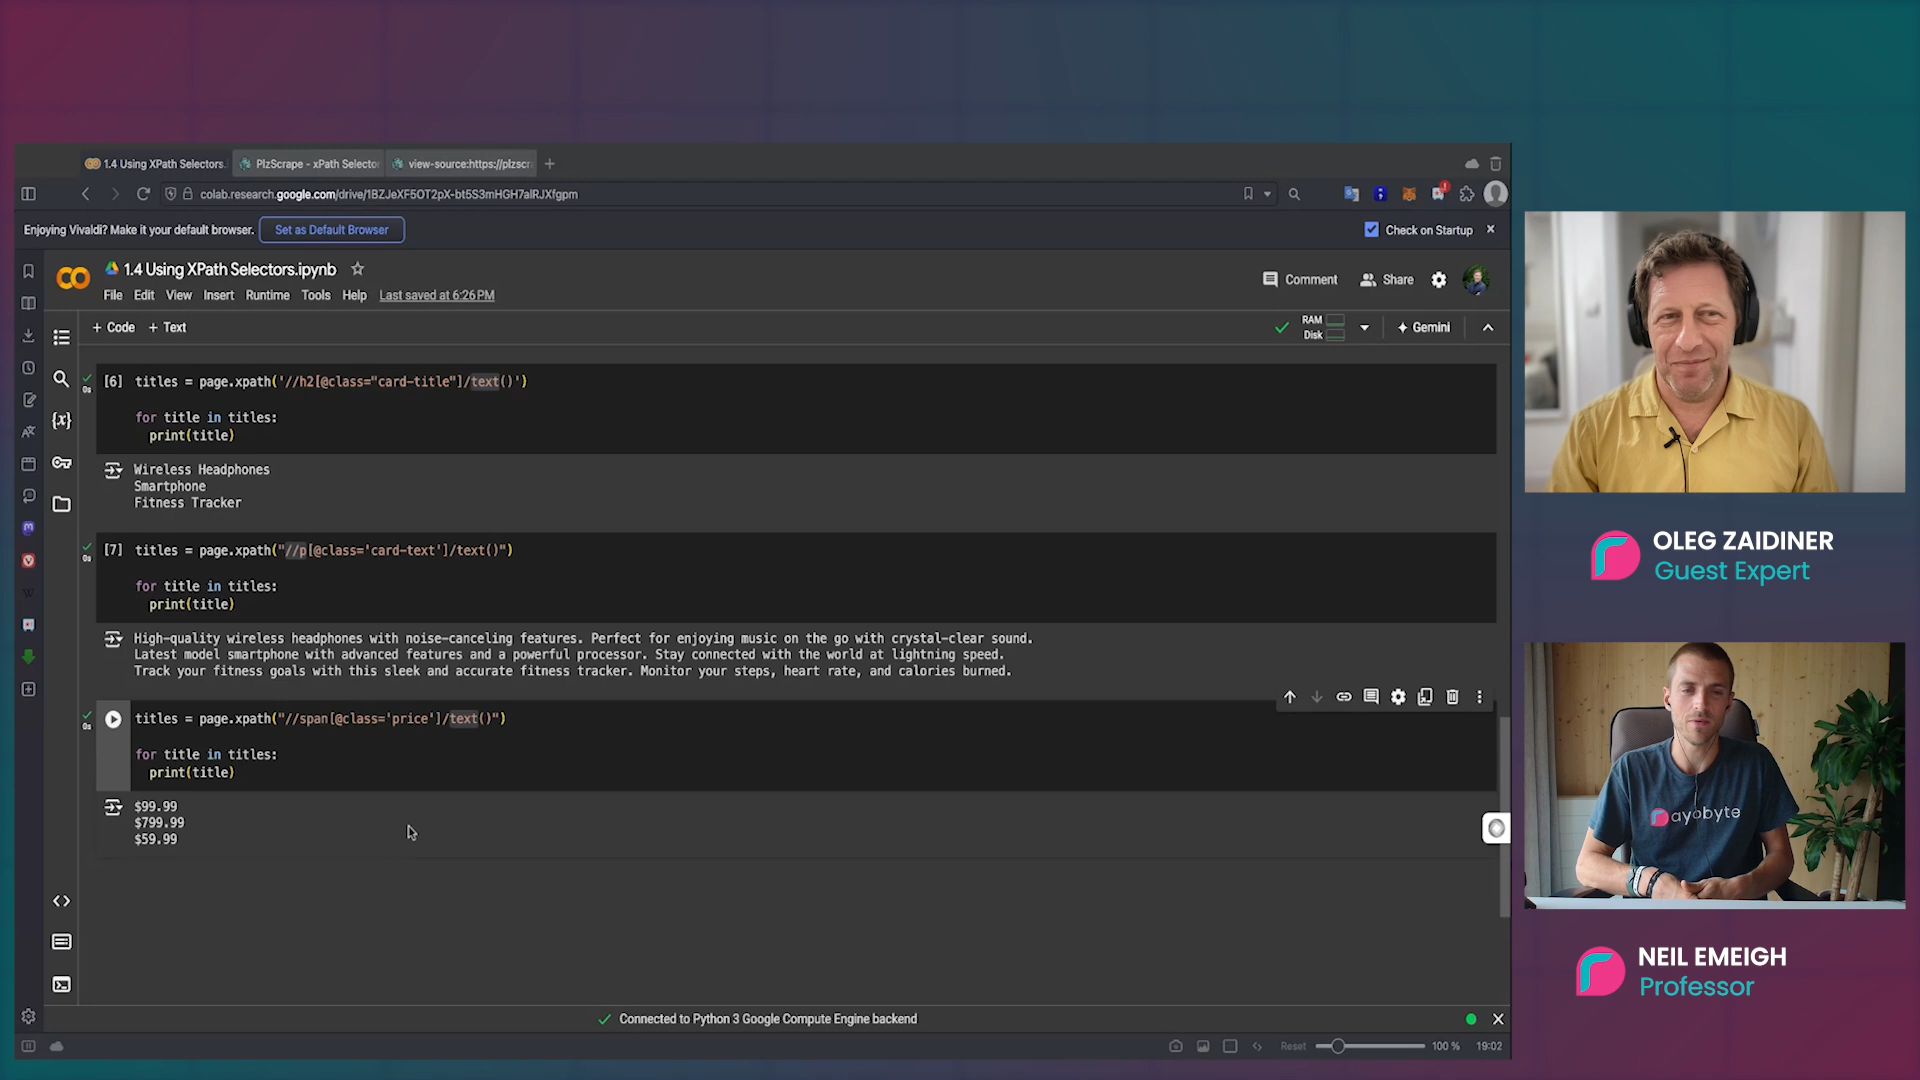 1.4 Using XPath Selectors.
PlzScrape - xPath Selecto
view-source:https://plzscr
Enjoying Vivaldi? Make it your default browser.
Set as Default Browser
Check on Startup
1.4 Using XPath Selectors.ipynb
File Edit View Insert Runtime Tools Help Last saved at 6:26 PM
Comment Share
+ Code + Text
RAM
Disk
Gemini
[6] titles = page.xpath('//h2[@class="card-title"]/text()')
for title in titles:
print(title)
Wireless Headphones
Smartphone
Fitness Tracker
[7] titles = page.xpath("//p[@class='card-text']/text()")
for title in titles:
print(title)
High-quality wireless headphones with noise-canceling features. Perfect for enjoying music on the go with crystal-clear sound.
Latest model smartphone with advanced features and a powerful processor. Stay connected with the world at lightning speed.
Track your fitness goals with this sleek and accurate fitness tracker. Monitor your steps, heart rate, and calories burned.
titles = page.xpath("//span[@class='price']/text()")
for title in titles:
print(title)
$99.99
$799.99
$59.99
Connected to Python 3 Google Compute Engine backend
Reset 100 % 19:02
OLEG ZAIDINER
Guest Expert
rayobyte
NEIL EMEIGH
Professor